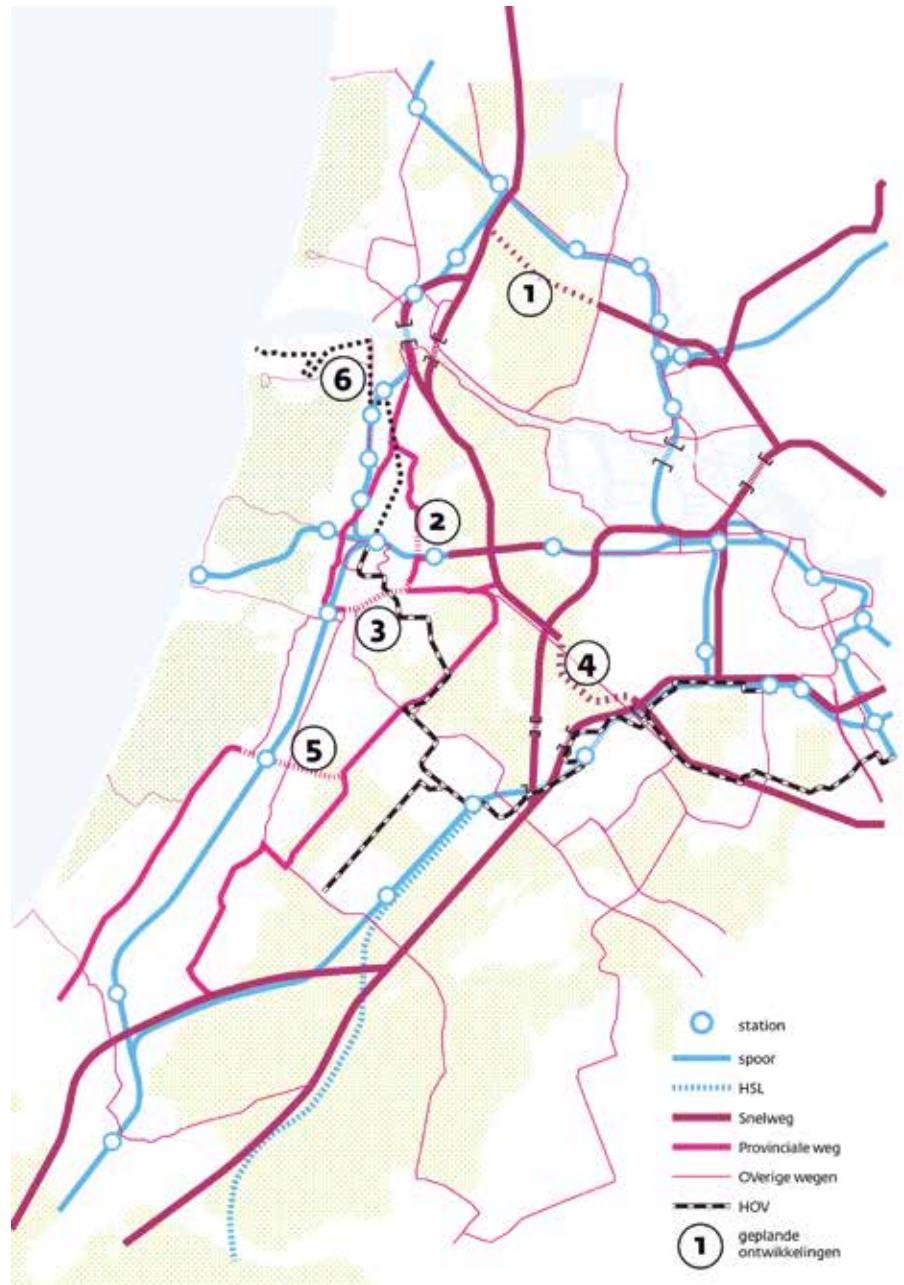 1
6
2
3
4
5
station
spoor
HSL
Snelweg
Provinciale weg
OVerige wegen
HOV
1
geplande
ontwikkelingen